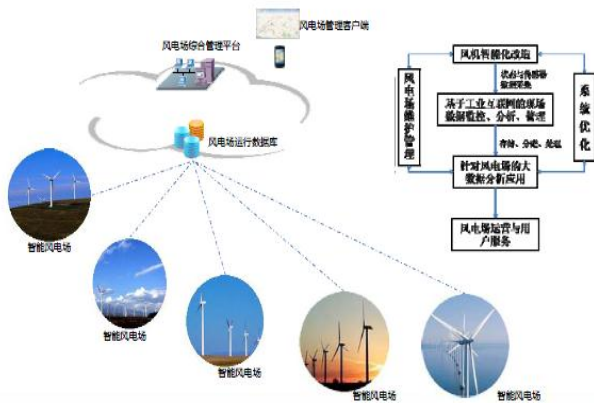 风电场管理客户端
风电场综合管理平台
风电场运行数据库
智能风电场
智能风电场
智能风电场
智能风电场
智能风电场
风机智能化改造
状态与传感器
数据采集
基于工业互联网的现场
数据监控、分析、管理
存储、分死、处理
针对风电场的大
数据分析应用
风电场运营与用
户服务
风电场维护管理
系统优化